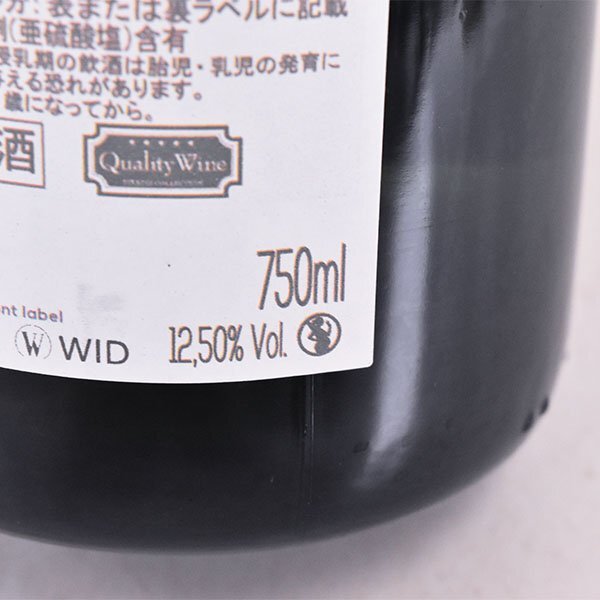 分: 表または裏ラベルに記載
剤(亜硫酸塩)含有
授乳期の飲酒は胎児・乳児の発育に
与える恐れがあります。
歳になってから。
酒
Quality Wine
750ml
nt label
W WID
12,50% Vol.